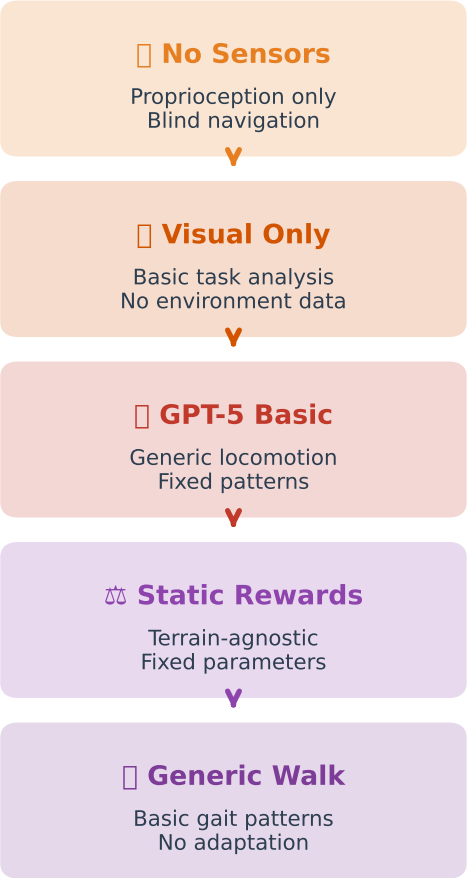 No Sensors
Proprioception only
Blind navigation
Visual Only
Basic task analysis
No environment data
GPT-5 Basic
Generic locomotion
Fixed patterns
⚖ Static Rewards
Terrain-agnostic
Fixed parameters
Generic Walk
Basic gait patterns
No adaptation